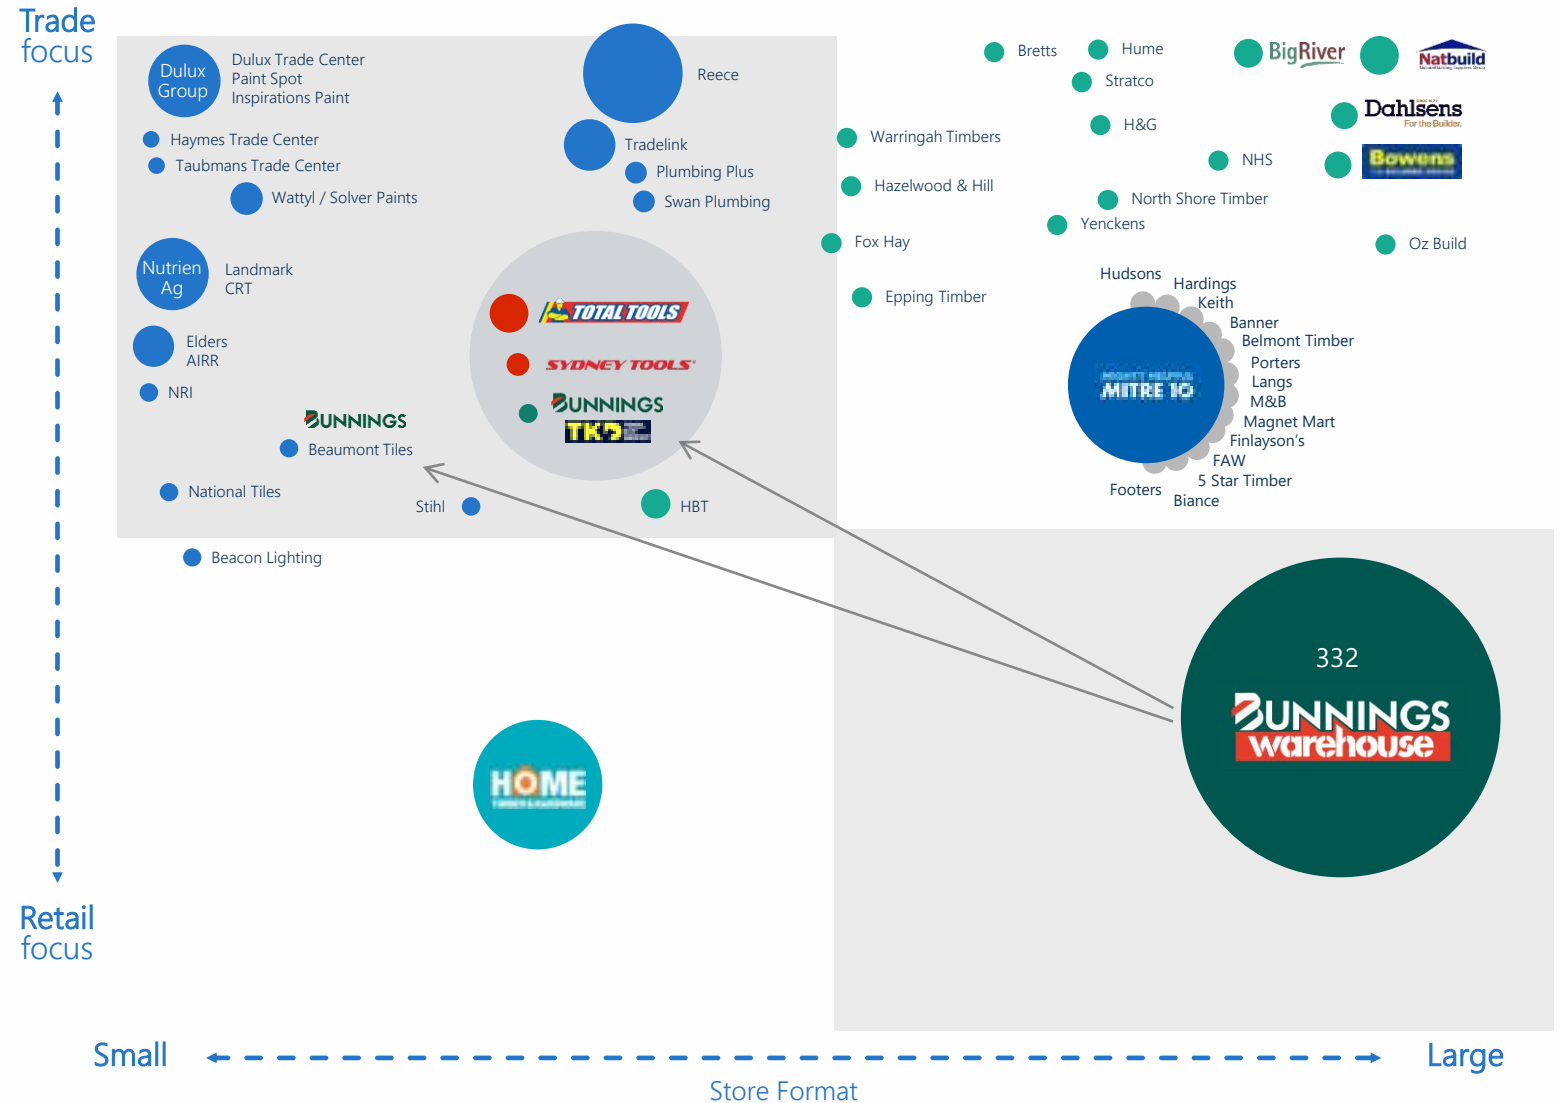 Trade
focus
Dulux
Group
Dulux Trade Center
Paint Spot
Inspirations Paint
Haymes Trade Center
Taubmans Trade Center
Wattyl / Solver Paints
Reece
Tradelink
Plumbing Plus
Swan Plumbing
Bretts
Hume
Stratco
H&G
BigRiver
Natbuild
Dahlsens
For the Builder.
Bowens
NHS
Warringah Timbers
Hazelwood & Hill
North Shore Timber
Yenckens
Fox Hay
Oz Build
Epping Timber
Nutrien
Ag
Landmark
CRT
Elders
AIRR
NRI
TOTAL TOOLS
SYDNEY TOOLS
BUNNINGS
TKD
BUNNINGS
Beaumont Tiles
National Tiles
Stihl
HBT
Beacon Lighting
Hudsons
Hardings
Keith
Banner
Belmont Timber
Porters
Langs
M&B
Magnet Mart
Finlayson's
FAW
5 Star Timber
Biance
Footers
MIGHTY HELPFUL
MITRE 10
332
BUNNINGS
warehouse
HOME
TIMBER & HARDWARE
Retail
focus
Small
Large
Store Format